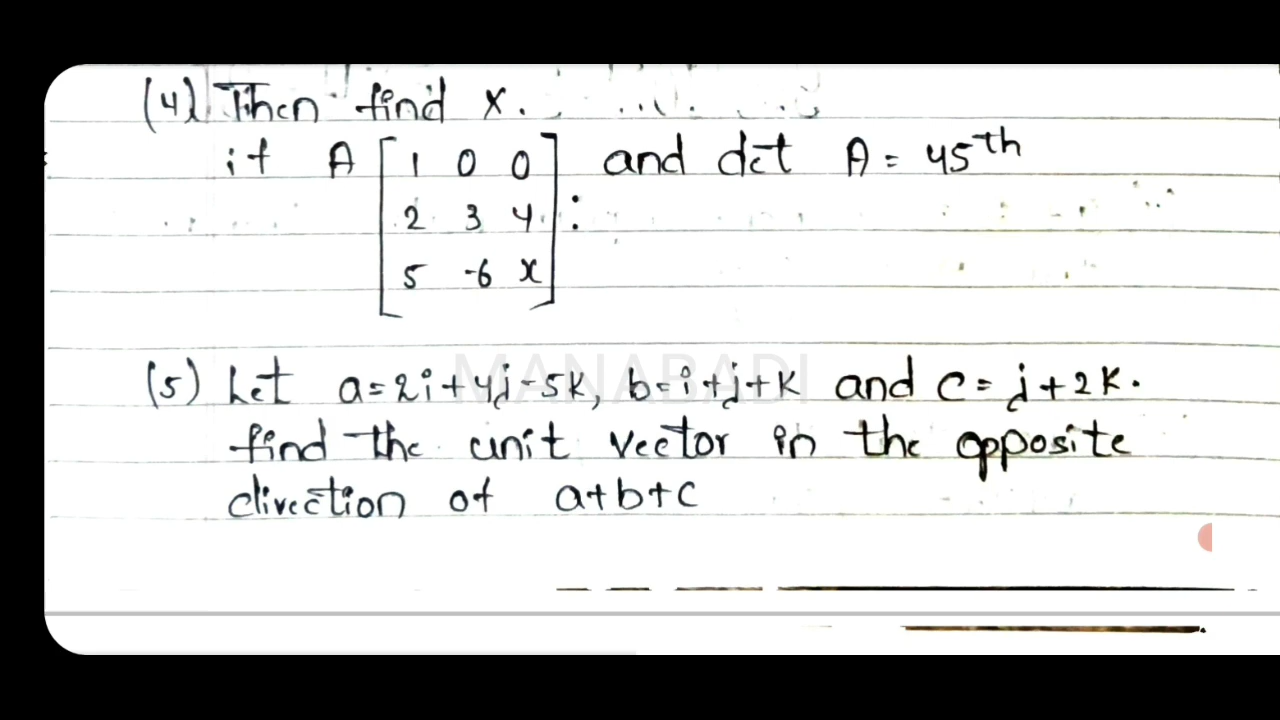 (4) Then find x.
if A [1 0 0] and det A = 45th
[2 3 4] :
[5 -6 x]
MANABADI
(5) Let a=2i+4j-5k, b=i+j+k and c=j+2k.
find the unit vector in the opposite
direction of a+b+c